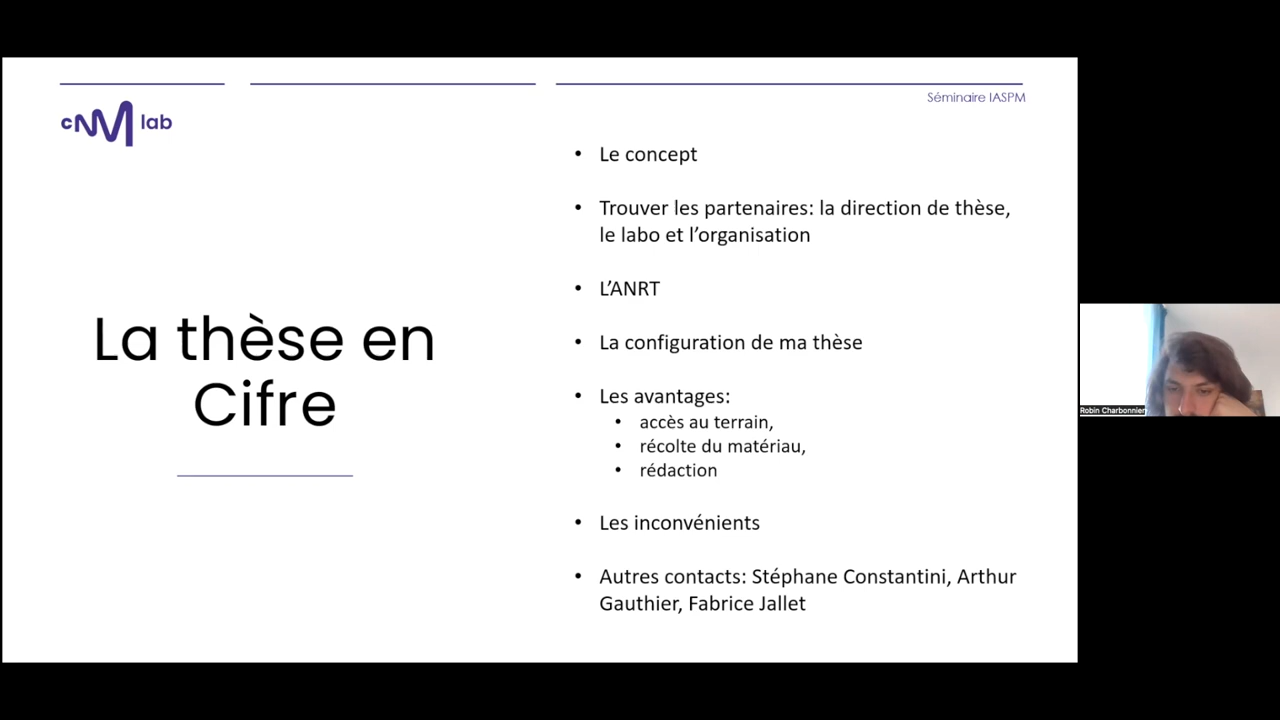 Séminaire IASPM
cNM lab
La thèse en
Cifre
• Le concept
• Trouver les partenaires: la direction de thèse,
le labo et l’organisation
• L’ANRT
• La configuration de ma thèse
• Les avantages:
• accès au terrain,
• récolte du matériau,
• rédaction
• Les inconvénients
• Autres contacts: Stéphane Constantini, Arthur
Gauthier, Fabrice Jallet
Robin Charbonnier